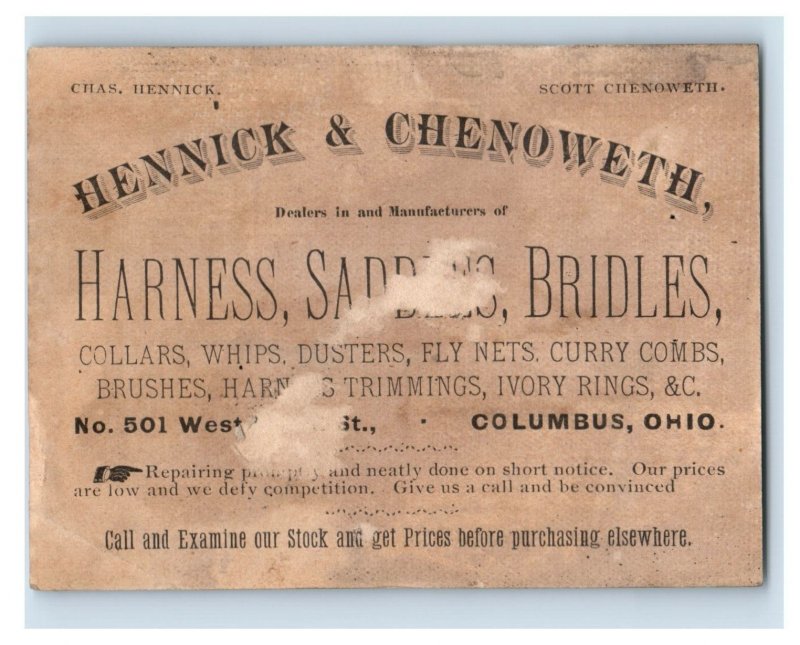 CHAS. HENNICK.
SCOTT CHENOWETH.
HENNICK & CHENOWETH,
Dealers in and Manufacturers of
HARNESS, SADDLES, BRIDLES,
COLLARS, WHIPS, DUSTERS, FLY NETS, CURRY COMBS,
BRUSHES, HARNESS TRIMMINGS, IVORY RINGS, &C.
No. 501 West St., · COLUMBUS, OHIO.
Repairing promptly and neatly done on short notice. Our prices
are low and we defy competition. Give us a call and be convinced
Call and Examine our Stock and get Prices before purchasing elsewhere.